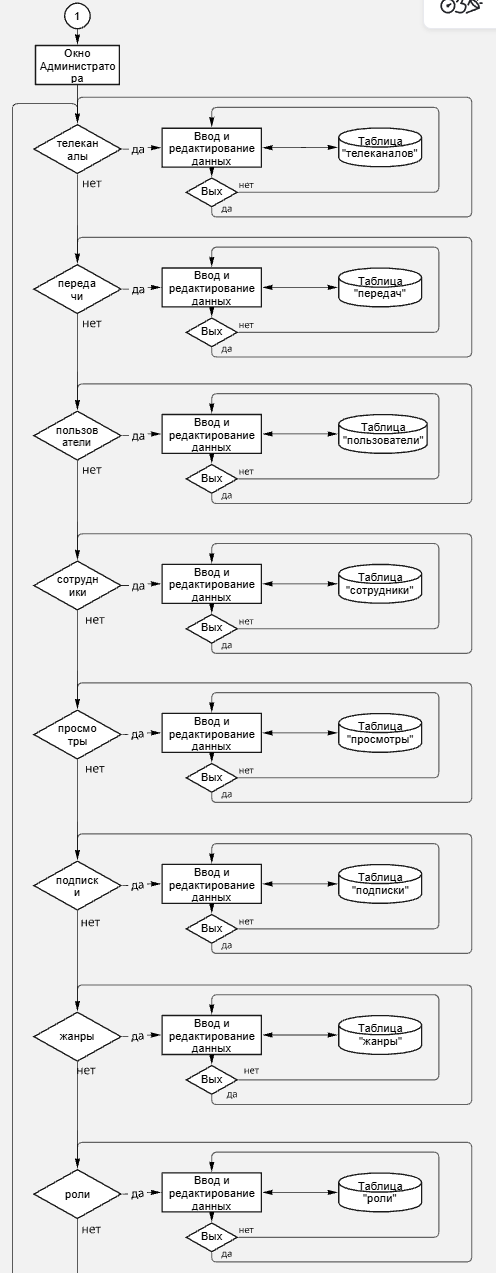 1
Окно
Администрато
ра
телекан
алы
да
Ввод и
редактирование
данных
Таблица
"телеканалов"
нет
Вых
нет
да
переда
чи
да
Ввод и
редактирование
данных
Таблица
"передач"
нет
Вых
нет
да
пользов
атели
да
Ввод и
редактирование
данных
Таблица
"пользователи"
нет
Вых
нет
да
сотрудн
ики
да
Ввод и
редактирование
данных
Таблица
"сотрудники"
нет
Вых
нет
да
просмо
тры
да
Ввод и
редактирование
данных
Таблица
"просмотры"
нет
Вых
нет
да
подписк
и
да
Ввод и
редактирование
данных
Таблица
"подписки"
нет
Вых
нет
да
жанры
да
Ввод и
редактирование
данных
Таблица
"жанры"
нет
Вых
нет
да
роли
да
Ввод и
редактирование
данных
Таблица
"роли"
нет
Вых
нет
да